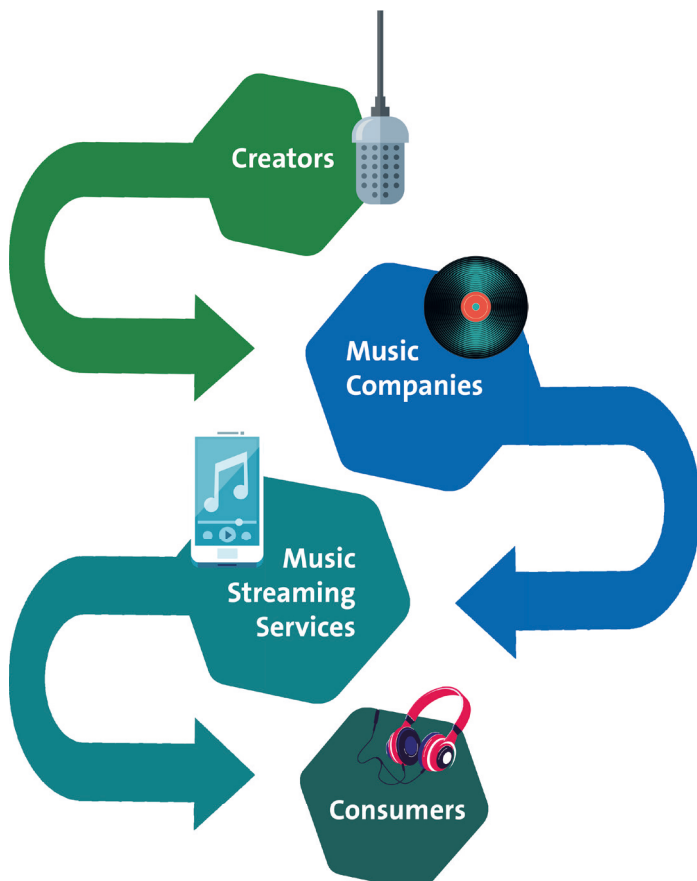 Creators
Music
Companies
Music
Streaming
Services
Consumers